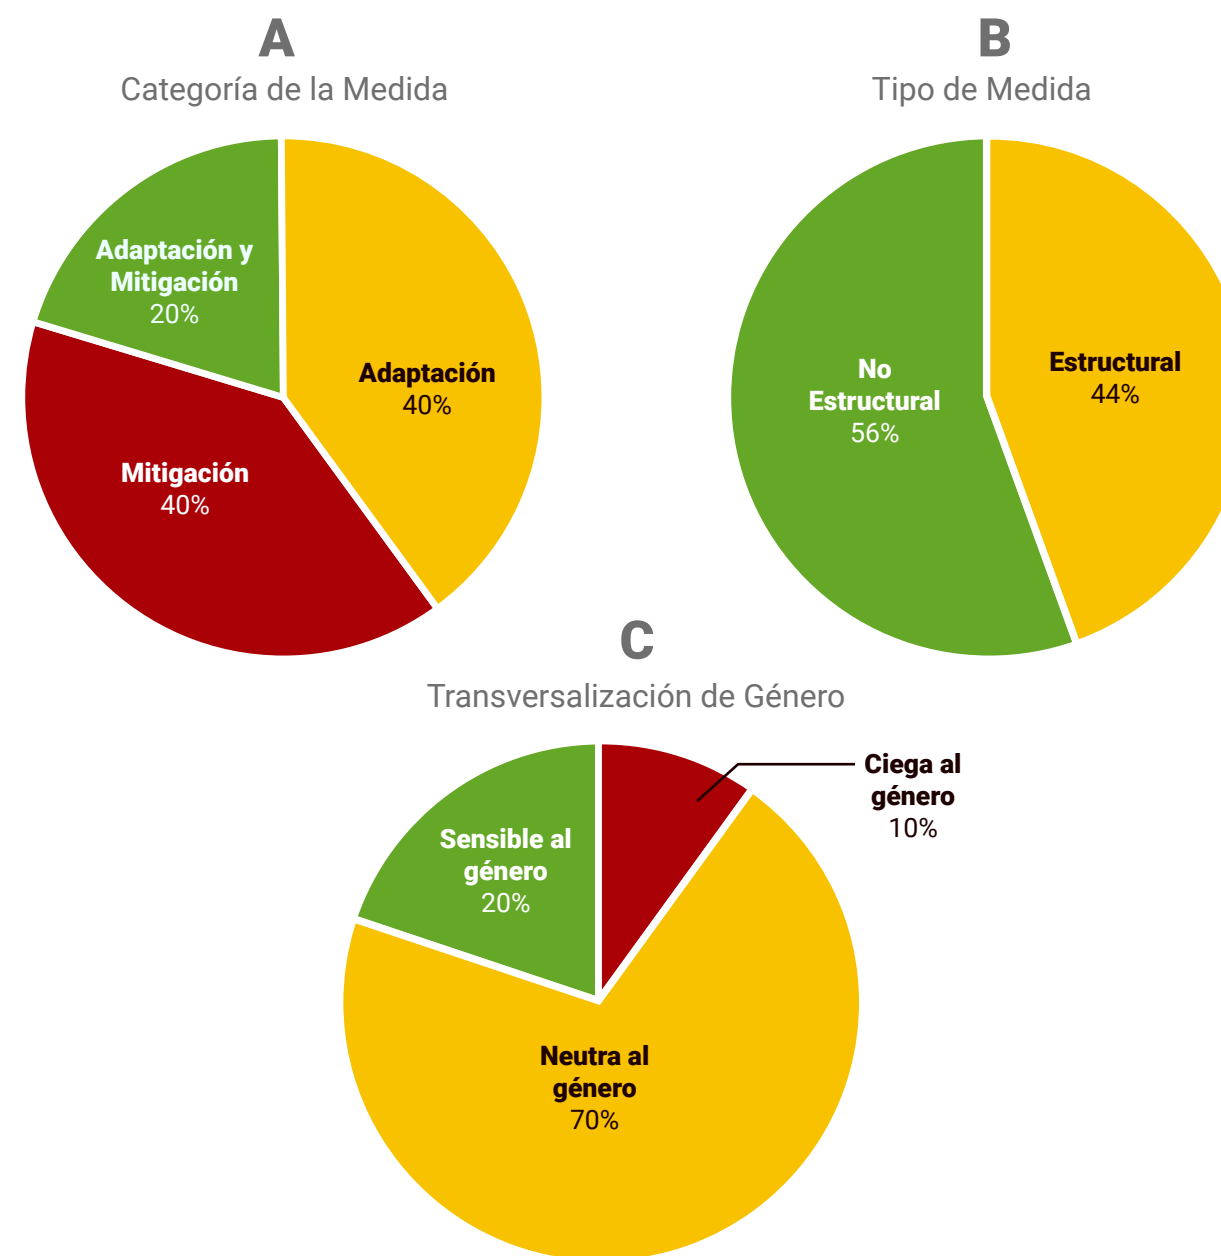 A
Categoría de la Medida
Adaptación y
Mitigación
20%
Adaptación
40%
Mitigación
40%
B
Tipo de Medida
No
Estructural
56%
Estructural
44%
C
Transversalización de Género
Ciega al
género
10%
Sensible al
género
20%
Neutra al
género
70%